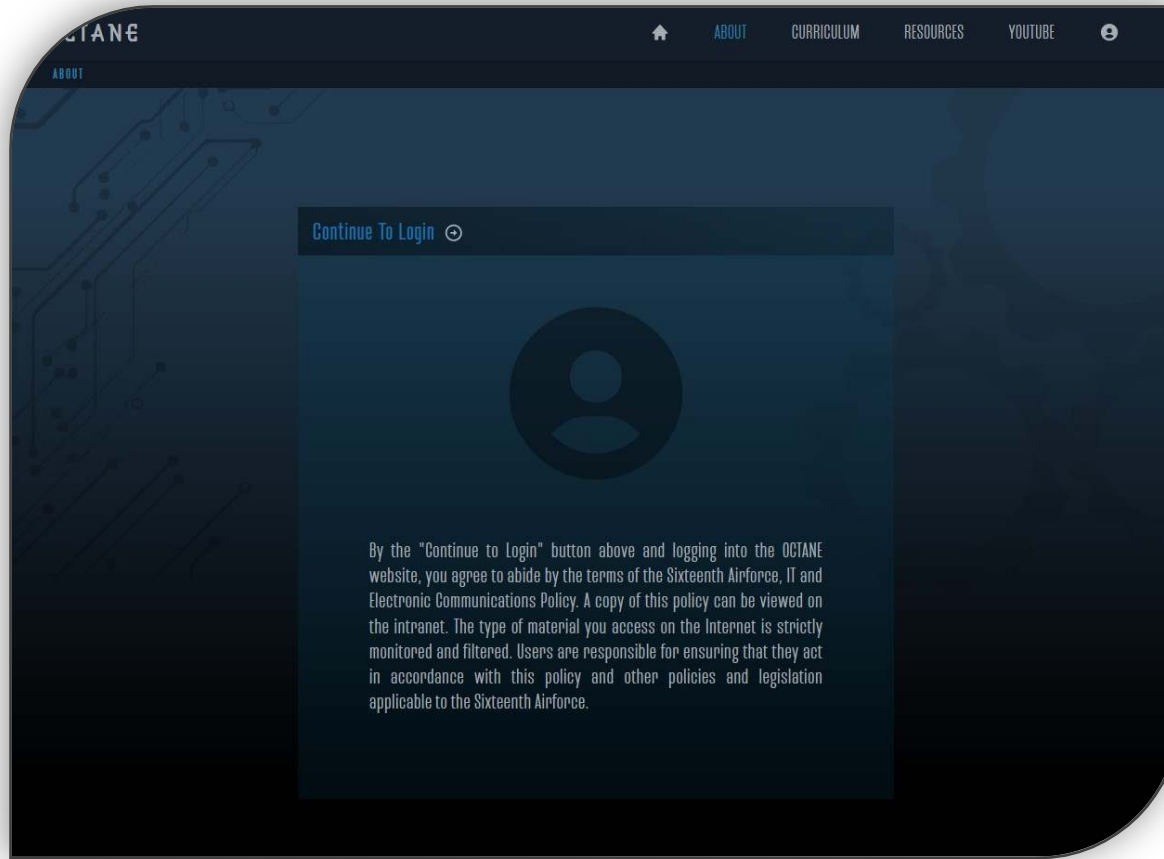 CTANE
ABOUT CURRICULUM RESOURCES YOUTUBE
ABOUT
Continue To Login
By the "Continue to Login" button above and logging into the OCTANE
website, you agree to abide by the terms of the Sixteenth Airforce, IT and
Electronic Communications Policy. A copy of this policy can be viewed on
the intranet. The type of material you access on the Internet is strictly
monitored and filtered. Users are responsible for ensuring that they act
in accordance with this policy and other policies and legislation
applicable to the Sixteenth Airforce.